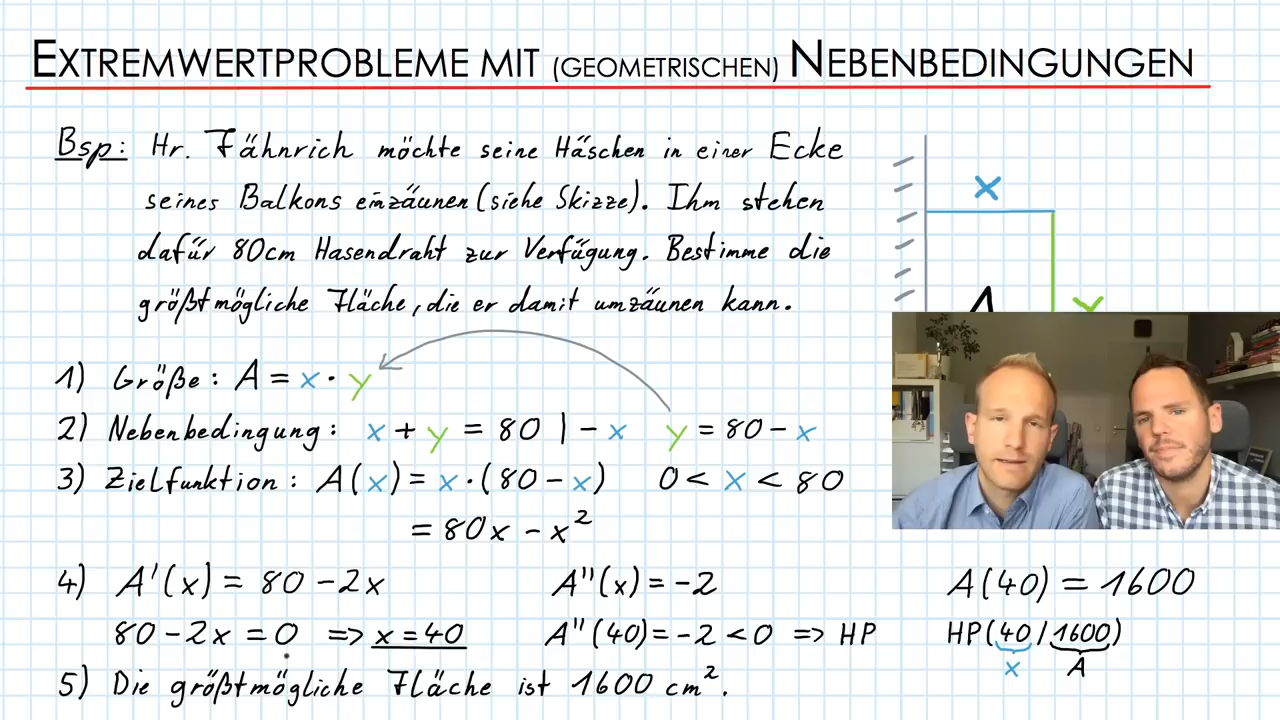 EXTREMWERTPROBLEME MIT (GEOMETRISCHEN) NEBENBEDINGUNGEN
Bsp: Hr. Fähnrich möchte seine Häschen in einer Ecke
seines Balkons einzäunen (siehe Skizze). Ihm stehen
dafür 80cm Hasendraht zur Verfügung. Bestimme die
größtmögliche Fläche, die er damit umzäunen kann.
x
A y
1) Größe: A = x · y
2) Nebenbedingung: x + y = 80 | - x y = 80 - x
3) Zielfunktion: A(x) = x · (80 - x) 0 < x < 80
= 80x - x²
4) A'(x) = 80 - 2x A''(x) = -2 A(40) = 1600
80 - 2x = 0 => x = 40 A''(40) = -2 < 0 => HP HP(40/1600)
x A
5) Die größtmögliche Fläche ist 1600 cm².